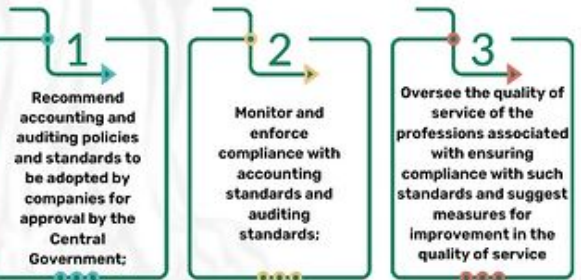 1
Recommend
accounting and
auditing policies
and standards to
be adopted by
companies for
approval by the
Central
Government;
2
Monitor and
enforce
compliance with
accounting
standards and
auditing
standards;
3
Oversee the quality of
service of the
professions associated
with ensuring
compliance with such
standards and suggest
measures for
improvement in the
quality of service